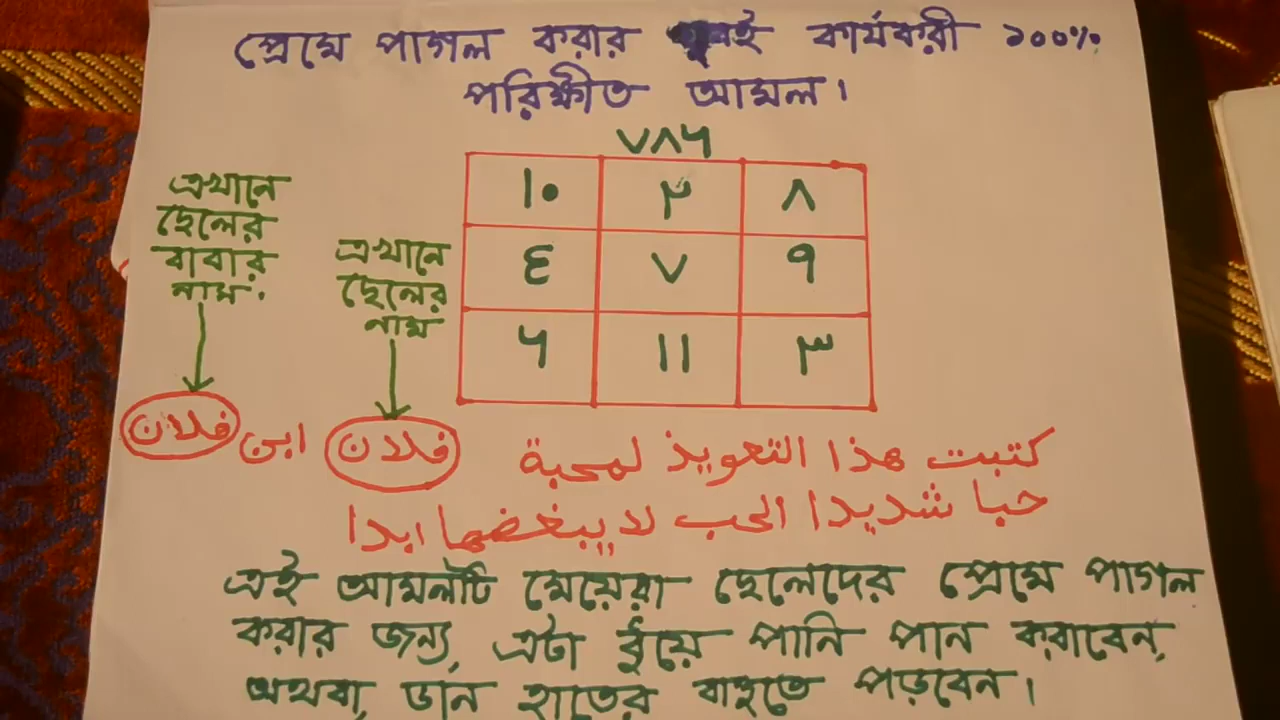 প্রেমে পাগল করার কার্যকরী ১০০%
পরিক্ষীত আমল।
৭৮৬
এখানে
ছেলের
বাবার
নাম.
এখানে
ছেলের
নাম
١٠ ٢ ٨
٤ ٧ ٩
٦ ١١ ٣
كتبت هذا التعويذ لمحبة فلان ابن فلان
حبا شديدا الحب لا يبغضها ابدا
এই আমলটি মেয়েরা ছেলেদের প্রেমে পাগল
করার জন্য, এটা ধুঁয়ে পানি পান করাবেন,
অথবা, ডান হাতের বাহুতে পড়বেন।